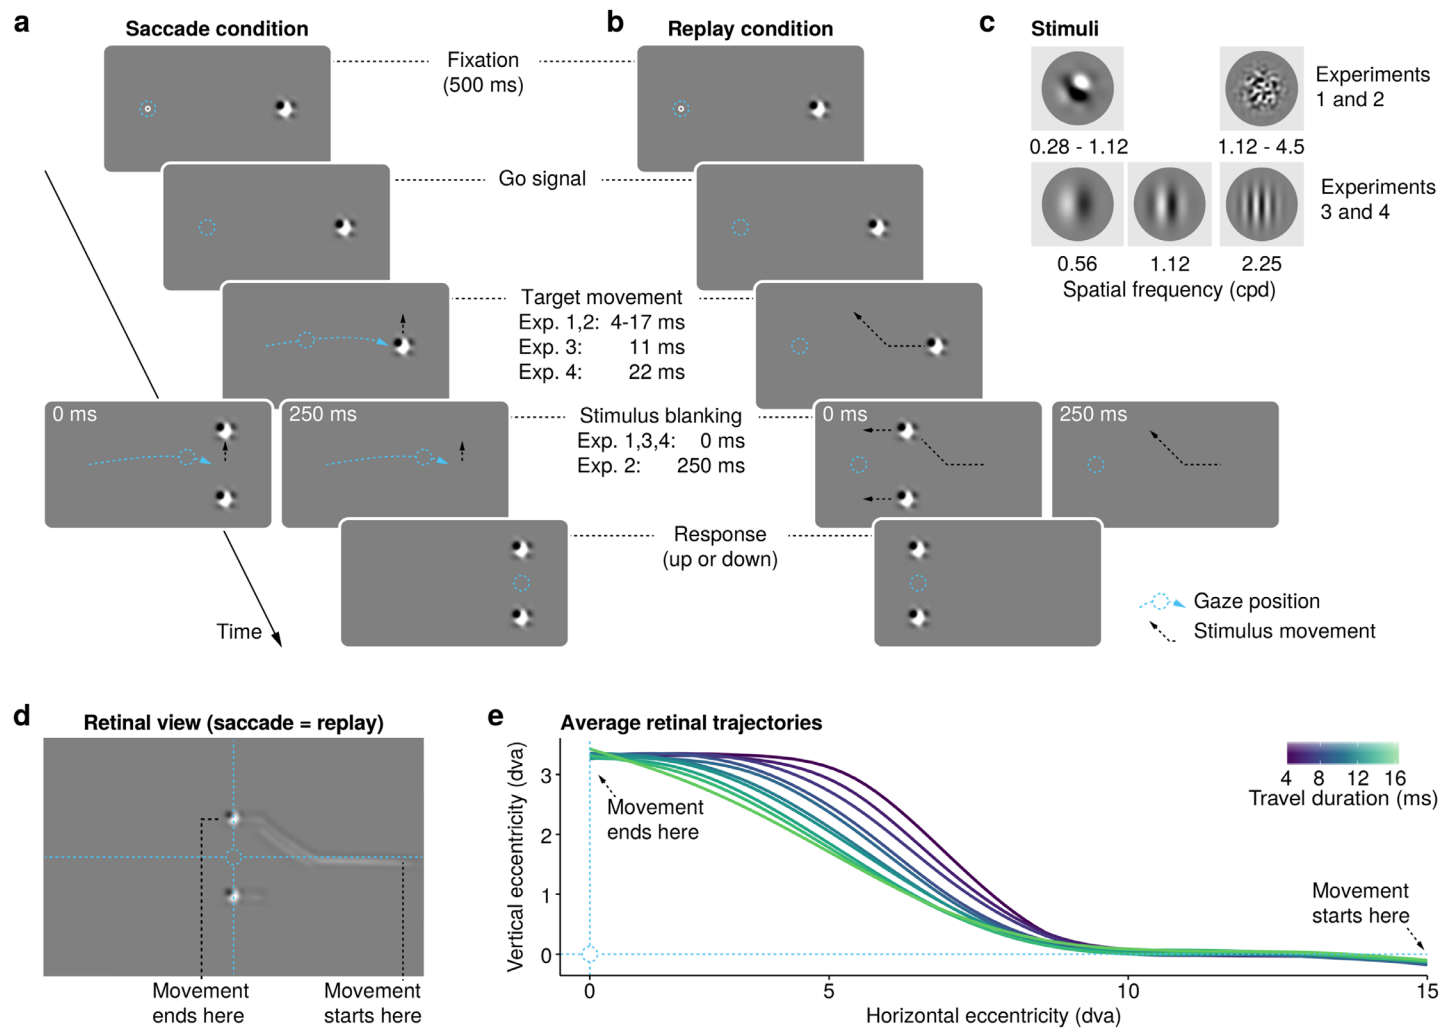 a
Saccade condition
b
Replay condition
c
Stimuli
Fixation
(500 ms)
Go signal
Target movement
Exp. 1,2: 4-17 ms
Exp. 3: 11 ms
Exp. 4: 22 ms
0 ms
250 ms
Stimulus blanking
Exp. 1,3,4: 0 ms
Exp. 2: 250 ms
0 ms
250 ms
Response
(up or down)
Time
Experiments
1 and 2
0.28 - 1.12
1.12 - 4.5
Experiments
3 and 4
0.56
1.12
2.25
Spatial frequency (cpd)
Gaze position
Stimulus movement
d
Retinal view (saccade = replay)
Movement
ends here
Movement
starts here
e
Average retinal trajectories
Vertical eccentricity (dva)
3
2
1
0
Movement
ends here
4 8 12 16
Travel duration (ms)
Movement
starts here
0 5 10 15
Horizontal eccentricity (dva)